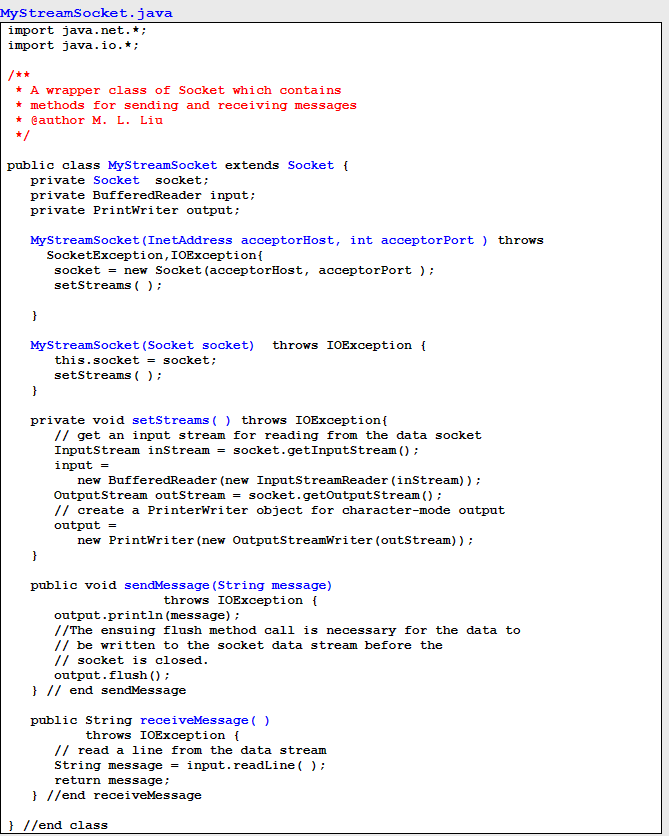 MyStreamSocket.java
import java.net.*;
import java.io.*;
/**
* A wrapper class of Socket which contains
* methods for sending and receiving messages
* @author M. L. Liu
*/
public class MyStreamSocket extends Socket {
private Socket  socket;
private BufferedReader input;
private PrintWriter output;
MyStreamSocket(InetAddress acceptorHost, int acceptorPort ) throws
SocketException,IOException{
socket = new Socket(acceptorHost, acceptorPort );
setStreams( );
}
MyStreamSocket(Socket socket)  throws IOException {
this.socket = socket;
setStreams( );
}
private void setStreams( ) throws IOException{
// get an input stream for reading from the data socket
InputStream inStream = socket.getInputStream();
input =
new BufferedReader(new InputStreamReader(inStream));
OutputStream outStream = socket.getOutputStream();
// create a PrinterWriter object for character-mode output
output =
new PrintWriter(new OutputStreamWriter(outStream));
}
public void sendMessage(String message)
throws IOException {
output.println(message);
//The ensuing flush method call is necessary for the data to
// be written to the socket data stream before the
// socket is closed.
output.flush();
} // end sendMessage
public String receiveMessage( )
throws IOException {
// read a line from the data stream
String message = input.readLine( );
return message;
} //end receiveMessage
} //end class